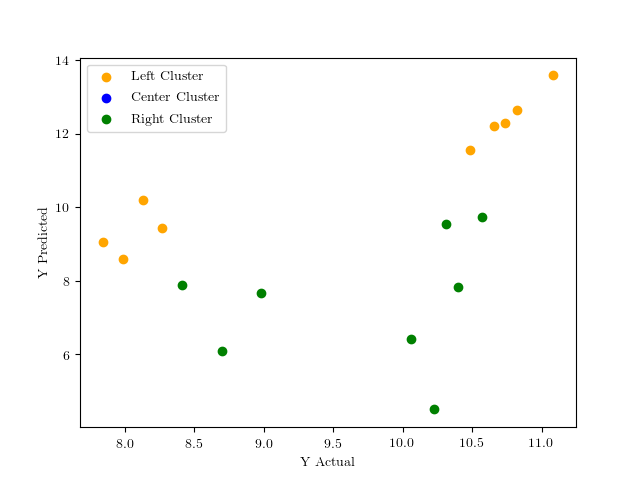 14
12
10
8
6
Y Predicted
Left Cluster
Center Cluster
Right Cluster
8.0 8.5 9.0 9.5 10.0 10.5 11.0
Y Actual